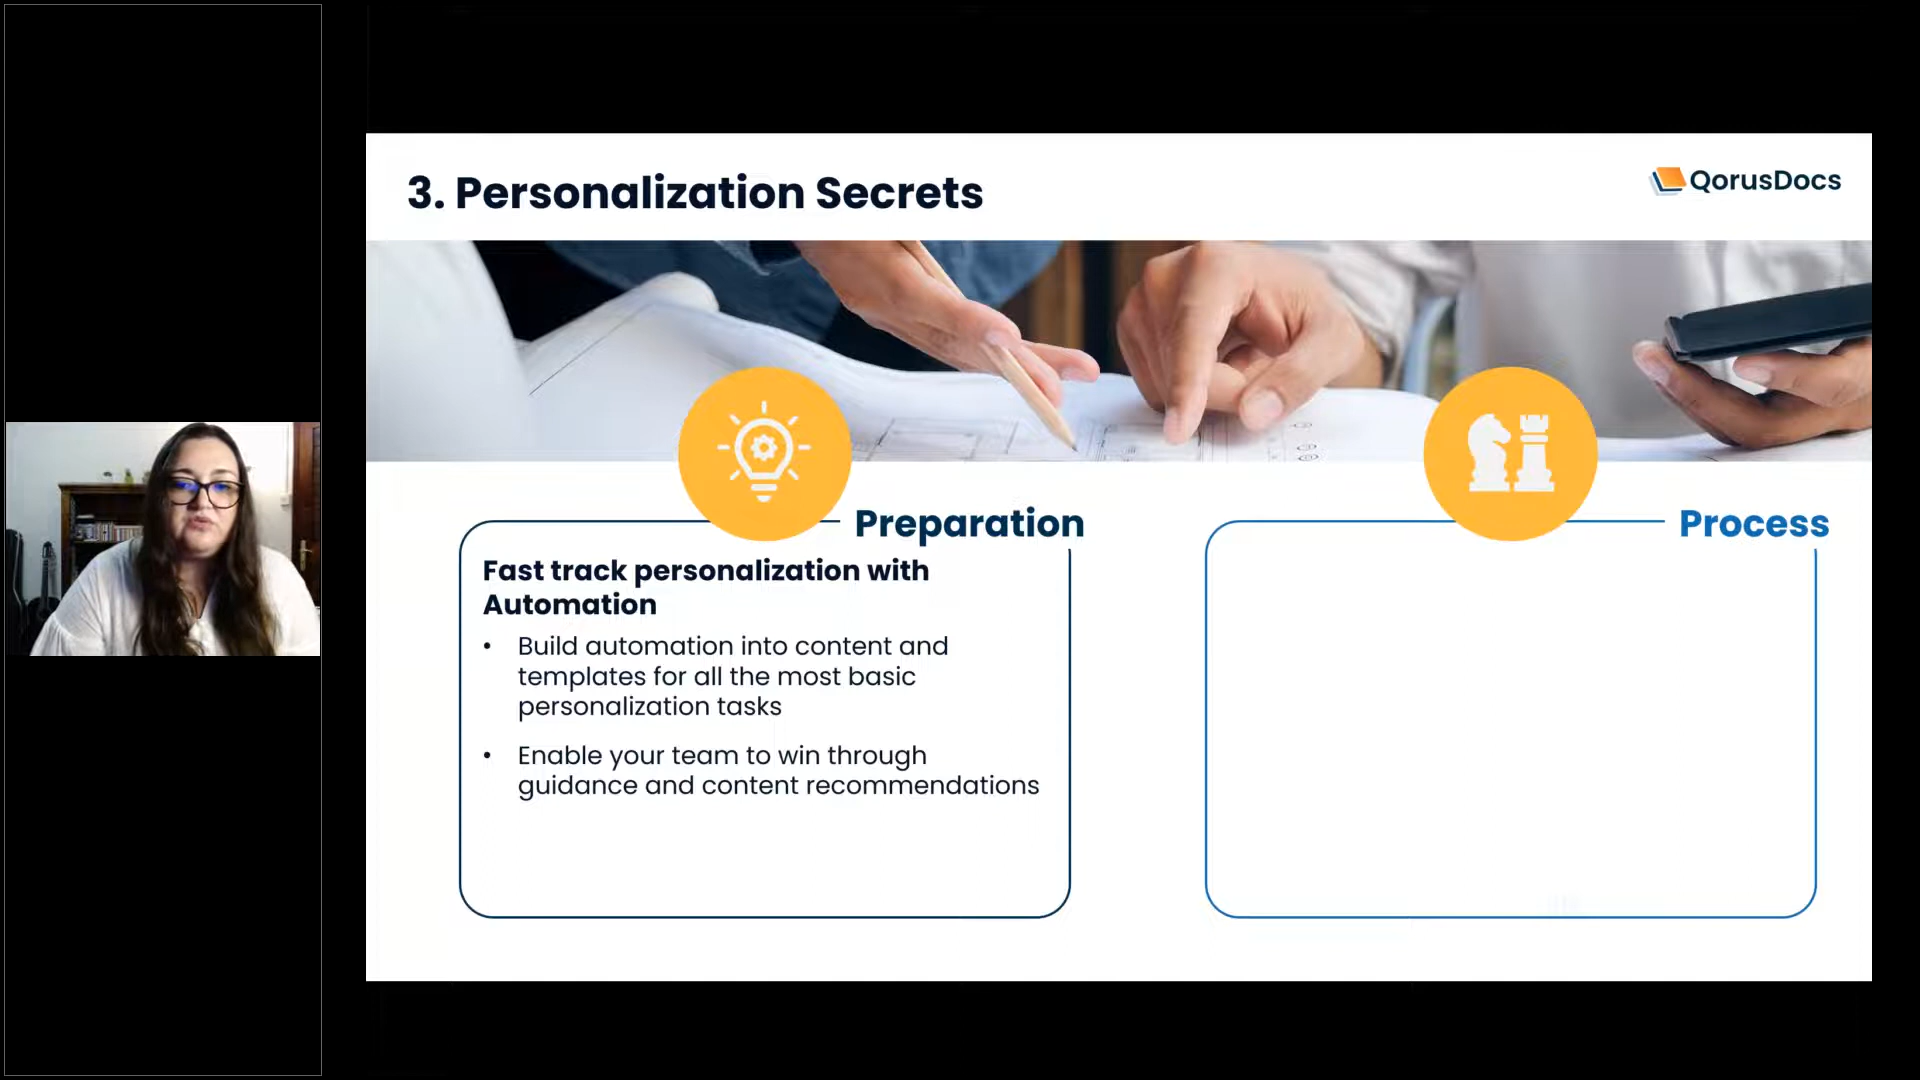 3. Personalization Secrets
QorusDocs
Preparation
Fast track personalization with
Automation
• Build automation into content and
templates for all the most basic
personalization tasks
• Enable your team to win through
guidance and content recommendations
Process